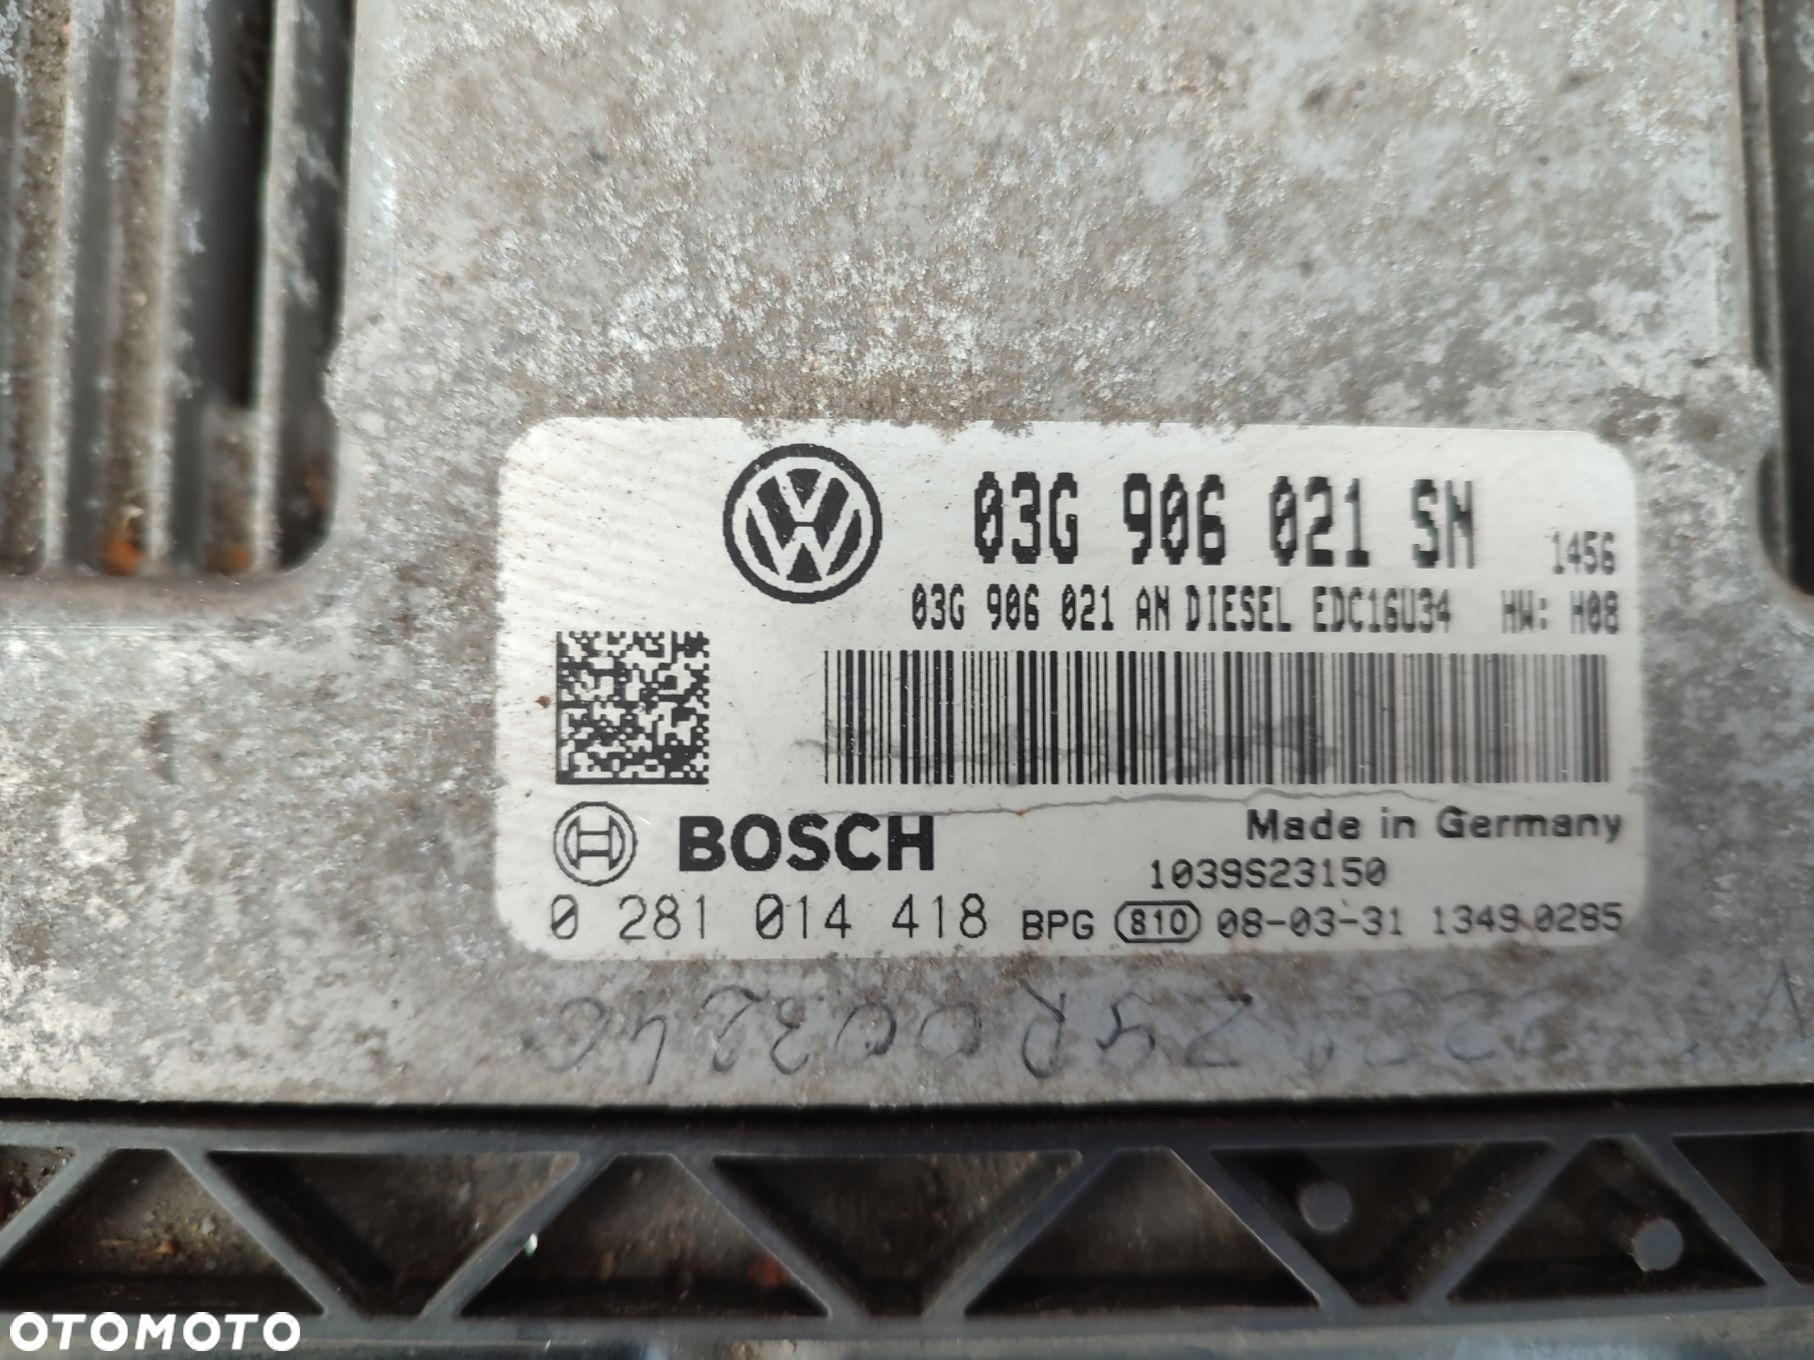 03G 906 021 SN 1456
03G 906 021 AN DIESEL EDC16U34 HW: H08
BOSCH
Made in Germany
1039S23150
0 281 014 418 BPG 810 08-03-31 1349 0285
OTOMOTO